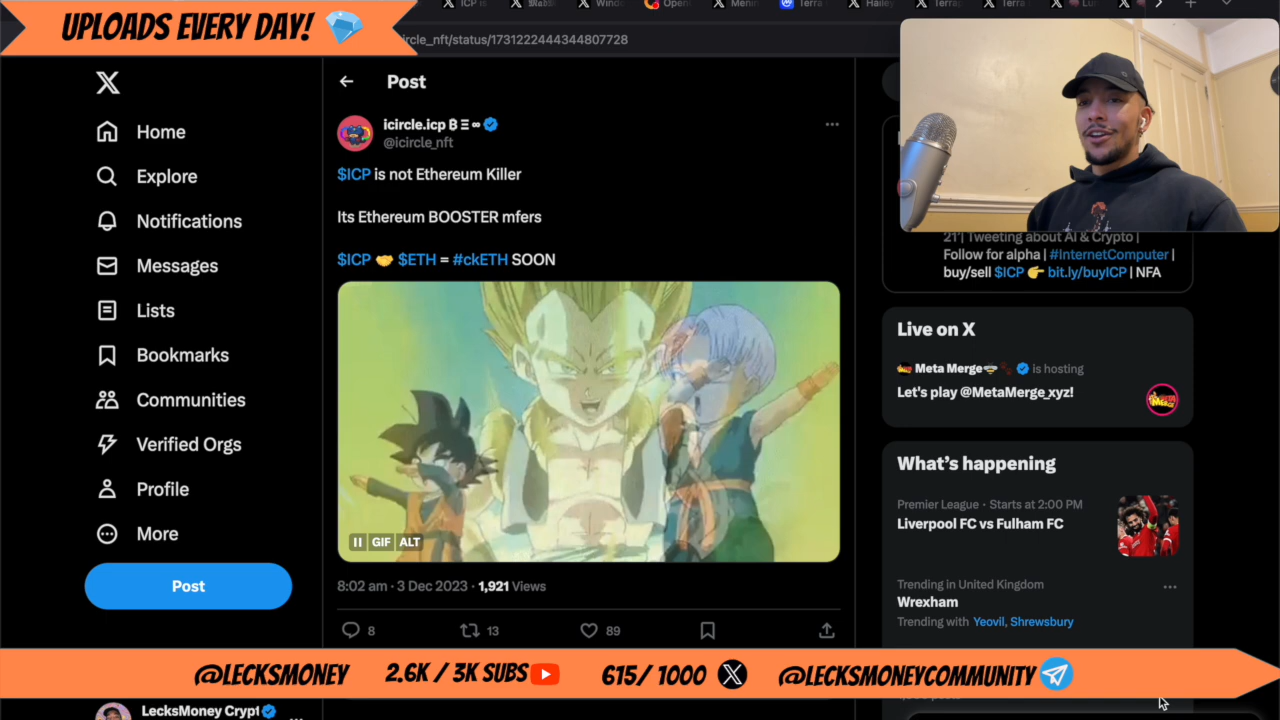 UPLOADS EVERY DAY!
ircle_nft/status/1731222444344807728
Post
icircle.icp ₿ Ξ ∞
@icircle_nft
$ICP is not Ethereum Killer
Its Ethereum BOOSTER mfers
$ICP 🤝 $ETH = #ckETH SOON
II GIF ALT
8:02 am · 3 Dec 2023 · 1,921 Views
8 13 89
Home
Explore
Notifications
Messages
Lists
Bookmarks
Communities
Verified Orgs
Profile
More
Post
21'| Tweeting about AI & Crypto |
Follow for alpha | #InternetComputer |
buy/sell $ICP 👉 bit.ly/buyICP | NFA
Live on X
Meta Merge is hosting
Let's play @MetaMerge_xyz!
What's happening
Premier League · Starts at 2:00 PM
Liverpool FC vs Fulham FC
Trending in United Kingdom
Wrexham
Trending with Yeovil, Shrewsbury
@LECKSMONEY 2.6K / 3K SUBS 615/ 1000 @LECKSMONEYCOMMUNITY
LecksMoney Crypt